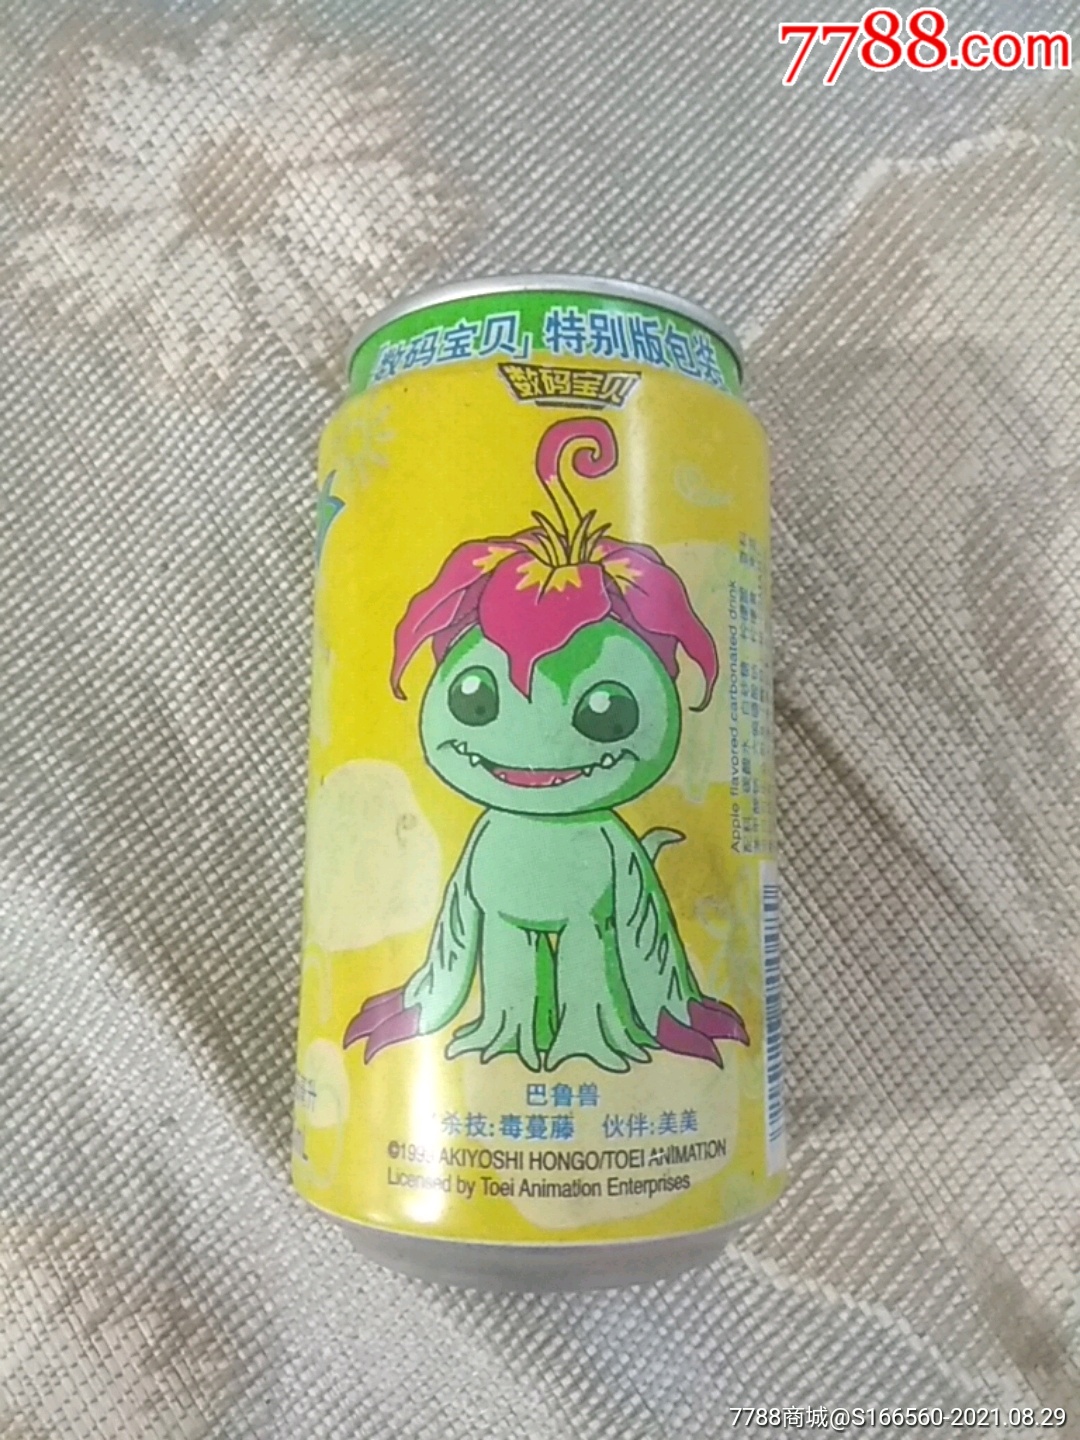 7788.com
「数码宝贝」特别版包装
数码宝贝
Apple flavored carbonated drink
巴鲁兽
杀技:毒蔓藤 伙伴:美美
AKIYOSHI HONGO/TOEI ANIMATION
Licensed by Toei Animation Enterprises
7788商城@S166560-2021.08.29